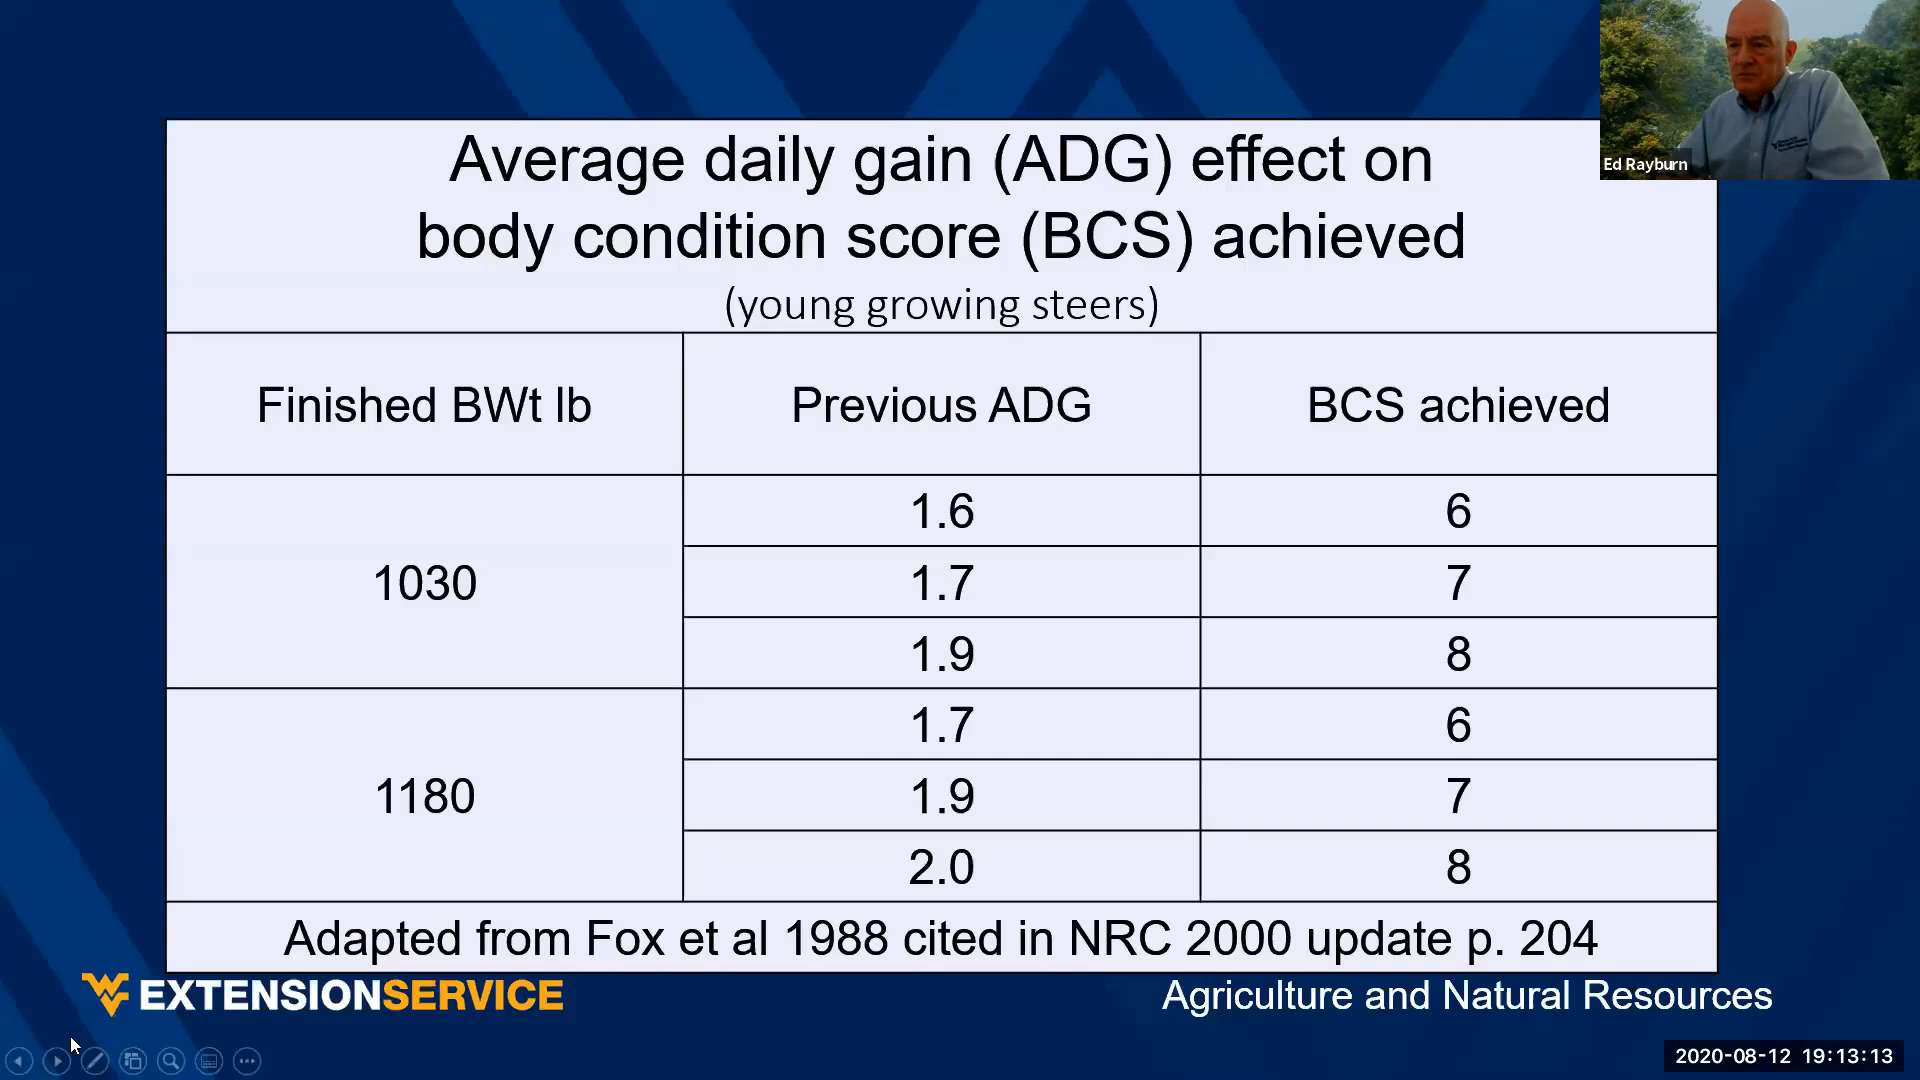 Ed Rayburn
Average daily gain (ADG) effect on
body condition score (BCS) achieved
(young growing steers)
Finished BWt lb
Previous ADG
BCS achieved
1030
1.6
6
1.7
7
1.9
8
1180
1.7
6
1.9
7
2.0
8
Adapted from Fox et al 1988 cited in NRC 2000 update p. 204
WV EXTENSIONSERVICE
Agriculture and Natural Resources
2020-08-12 19:13:13